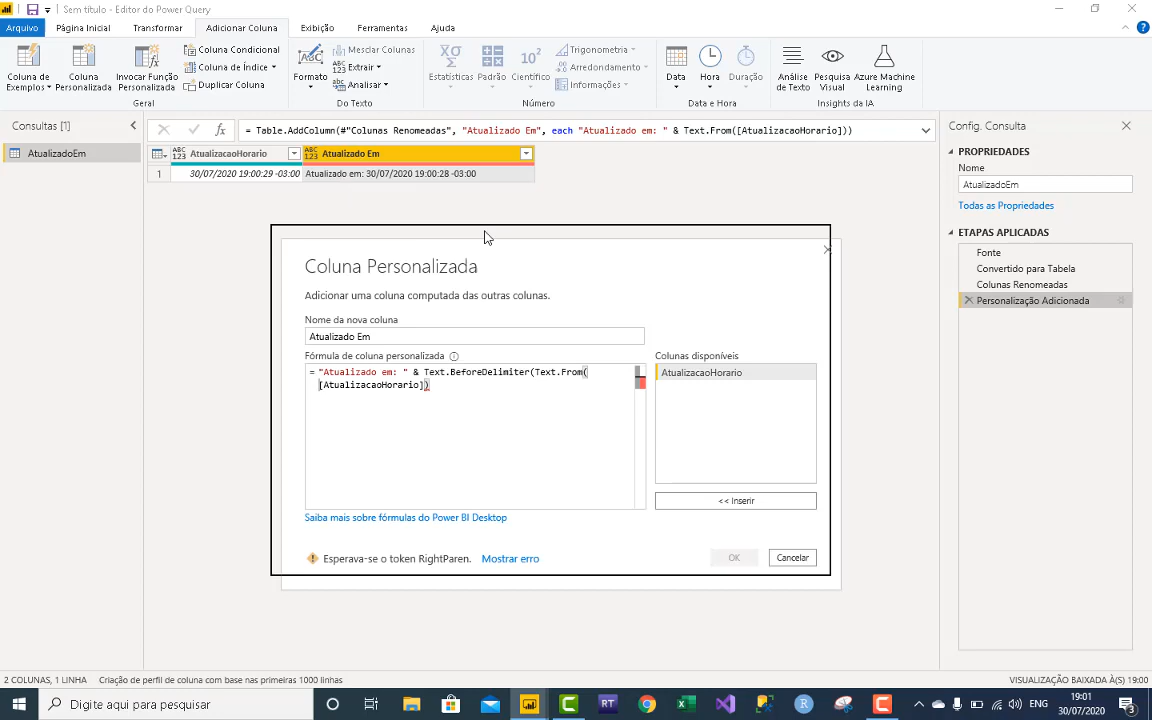 Sem título - Editor do Power Query
Arquivo Página Inicial Transformar Adicionar Coluna Exibição Ferramentas Ajuda
Coluna de Exemplos
Coluna Personalizada
Invocar Função Personalizada
Coluna Condicional
Coluna de Índice
Duplicar Coluna
Geral
Formato
Mesclar Colunas
Extrair
Analisar
Do Texto
Estatísticas
Padrão
Científico
Trigonometria
Arredondamento
Informações
Número
Data
Hora
Duração
Data e Hora
Análise de Texto
Pesquisa Visual
Azure Machine Learning
Insights da IA
Consultas [1]
AtualizadoEm
= Table.AddColumn(#"Colunas Renomeadas", "Atualizado Em", each "Atualizado em: " & Text.From([AtualizacaoHorario]))
ABC 123 AtualizacaoHorario ABC 123 Atualizado Em
1 30/07/2020 19:00:29 -03:00 Atualizado em: 30/07/2020 19:00:28 -03:00
Coluna Personalizada
Adicionar uma coluna computada das outras colunas.
Nome da nova coluna
Atualizado Em
Fórmula de coluna personalizada
= "Atualizado em: " & Text.BeforeDelimiter(Text.From(
[AtualizacaoHorario])
Colunas disponíveis
AtualizacaoHorario
<< Inserir
Saiba mais sobre fórmulas do Power BI Desktop
Esperava-se o token RightParen. Mostrar erro
OK Cancelar
Config. Consulta
PROPRIEDADES
Nome
AtualizadoEm
Todas as Propriedades
ETAPAS APLICADAS
Fonte
Convertido para Tabela
Colunas Renomeadas
Personalização Adicionada
2 COLUNAS, 1 LINHA Criação de perfil de coluna com base nas primeiras 1000 linhas VISUALIZAÇÃO BAIXADA À(S) 19:00
Digite aqui para pesquisar
RT
R
ENG
19:01
30/07/2020
3